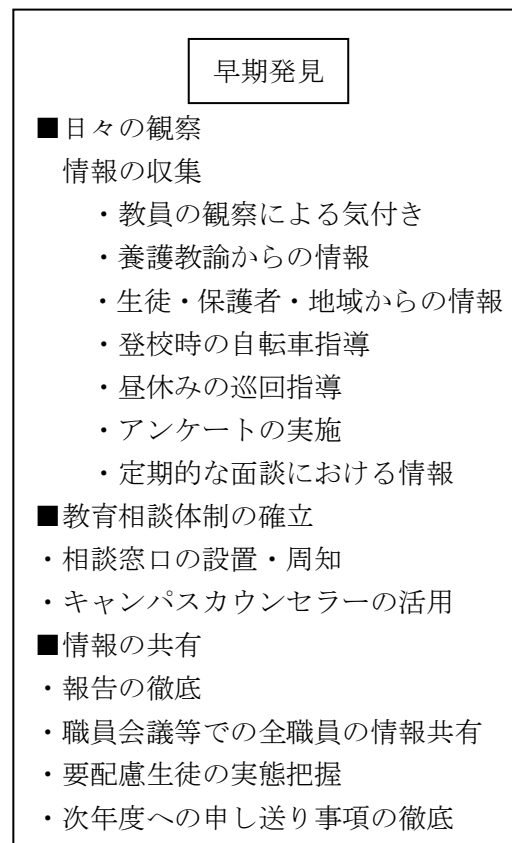 早期発見
■日々の観察
情報の収集
・教員の観察による気付き
・養護教諭からの情報
・生徒・保護者・地域からの情報
・登校時の自転車指導
・昼休みの巡回指導
・アンケートの実施
・定期的な面談における情報
■教育相談体制の確立
・相談窓口の設置・周知
・キャンパスカウンセラーの活用
■情報の共有
・報告の徹底
・職員会議等での全職員の情報共有
・要配慮生徒の実態把握
・次年度への申し送り事項の徹底